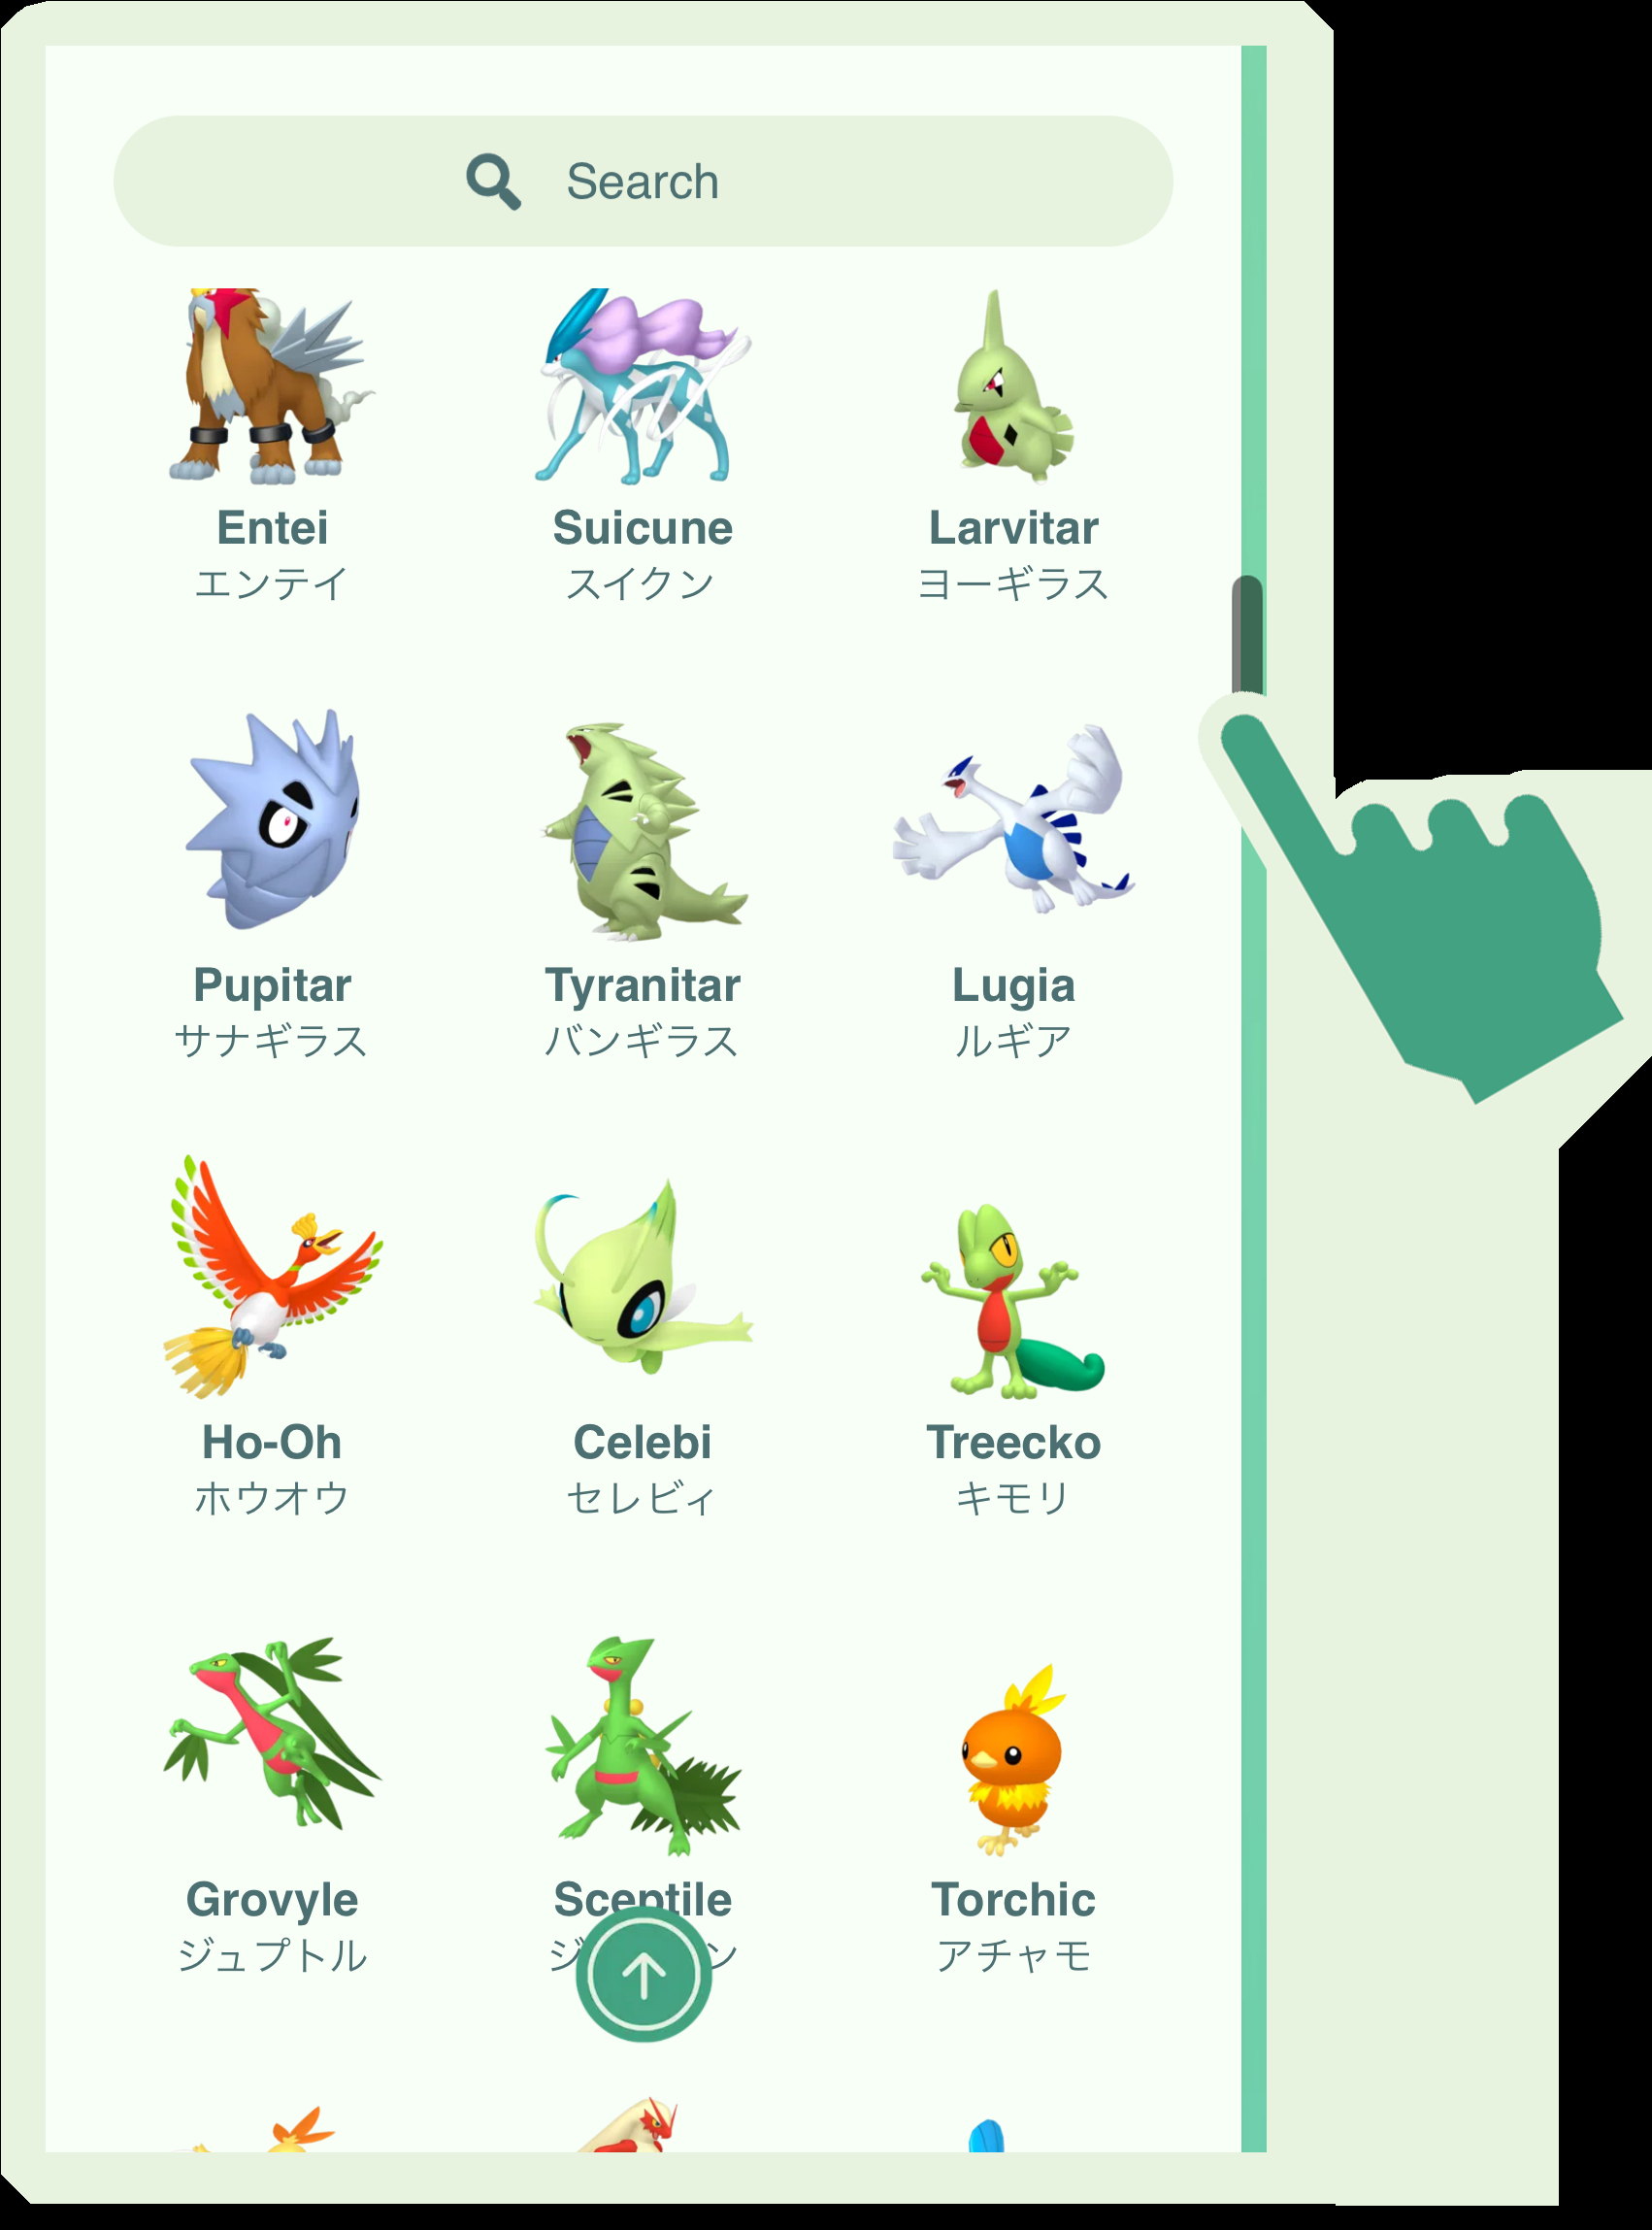 Search
Entei
エンテイ
Suicune
スイクン
Larvitar
ヨーギラス
Pupitar
サナギラス
Tyranitar
バンギラス
Lugia
ルギア
Ho-Oh
ホウオウ
Celebi
セレビィ
Treecko
キモリ
Grovyle
ジュプトル
Sceptile
Torchic
アチャモ